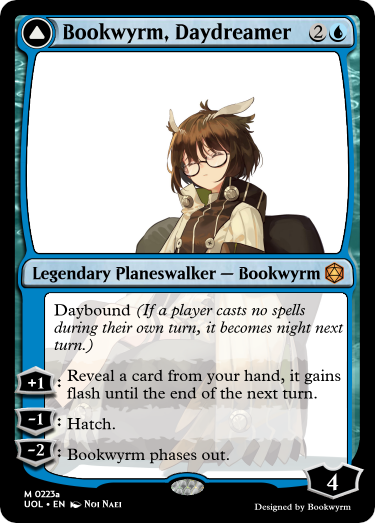 Bookwyrm, Daydreamer 2
Legendary Planeswalker — Bookwyrm
Daybound (If a player casts no spells
during their own turn, it becomes night next
turn.)
+1: Reveal a card from your hand, it gains
flash until the end of the next turn.
-1: Hatch.
-2: Bookwyrm phases out.
4
M 0223a
UOL • EN Noi Naei
Designed by Bookwyrm